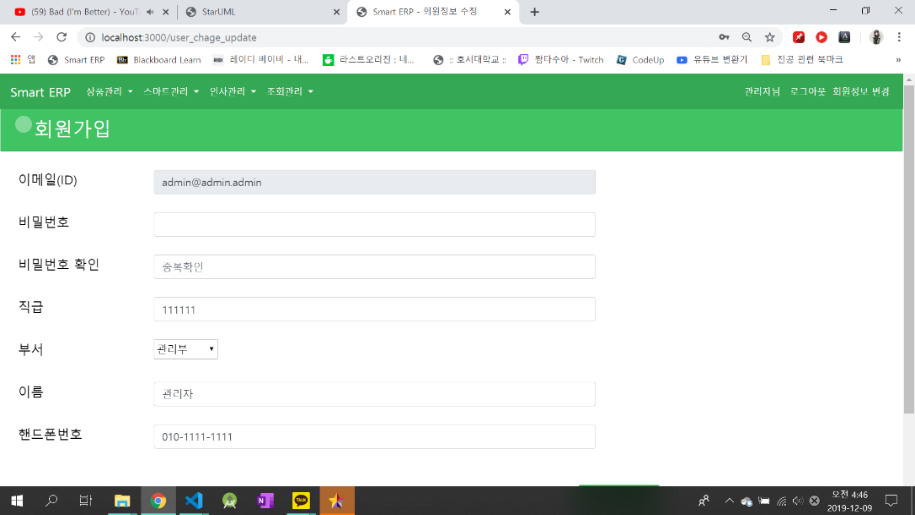 (59) Bad (I'm Better) - YouT
StarUML
Smart ERP - 회원정보 수정
localhost:3000/user_chage_update
앱
Smart ERP
Blackboard Learn
레이디 베이비 - 내...
라스트오리진 : 네...
:: 호서대학교 ::
짬타수아 - Twitch
CodeUp
유튜브 변환기
전공 관련 북마크
»
Smart ERP 상품관리 스마트관리 인사관리 조회관리 관리자님 로그아웃 회원정보 변경
회원가입
이메일(ID) admin@admin.admin
비밀번호
비밀번호 확인 중복확인
직급 111111
부서 관리부
이름 관리자
핸드폰번호 010-1111-1111
TALK
오전 4:46
2019-12-09